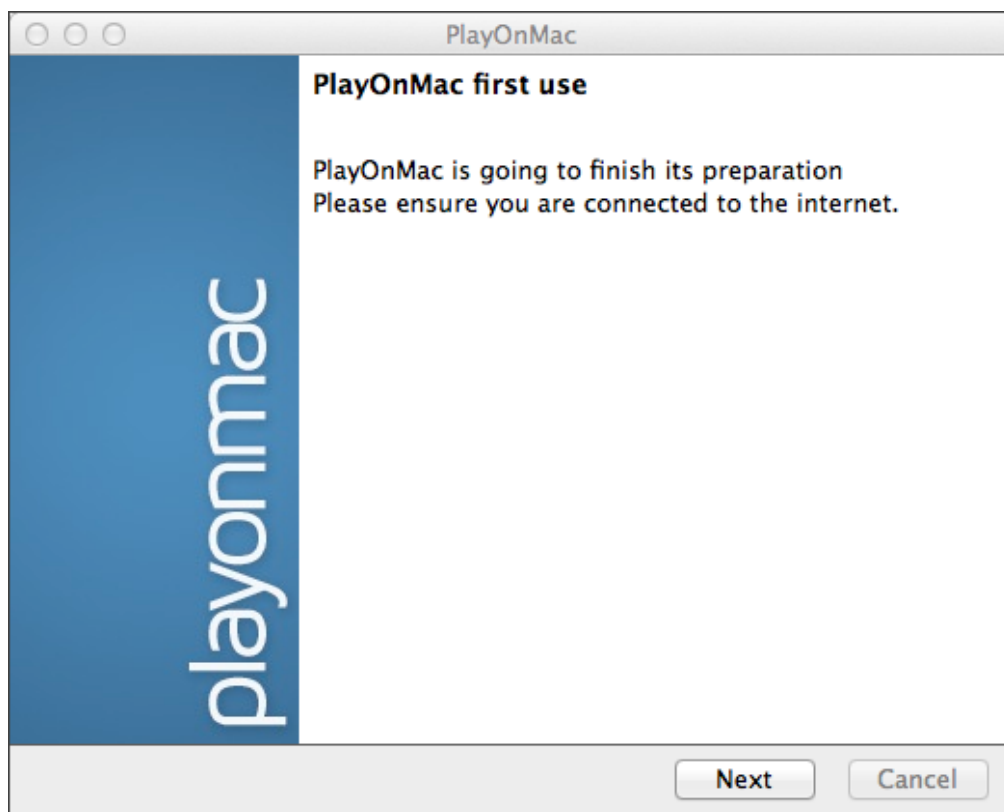 PlayOnMac
PlayOnMac first use
PlayOnMac is going to finish its preparation
Please ensure you are connected to the internet.
playonmac
Next
Cancel